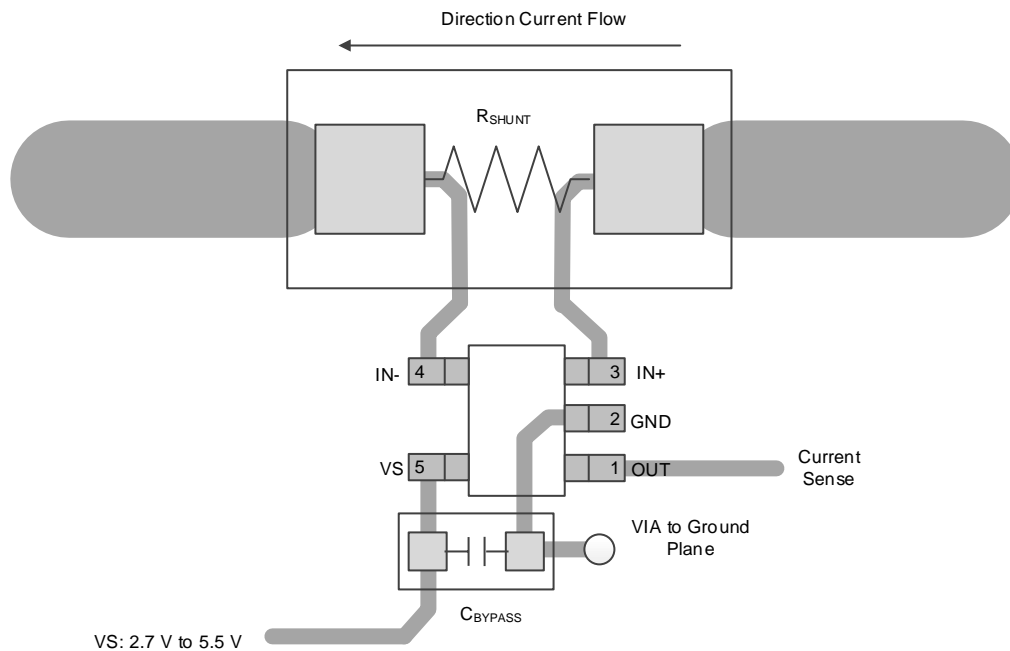 Direction Current Flow
RSHUNT
IN- 4 3 IN+
2 GND
VS 5 1 OUT
Current
Sense
VIA to Ground
Plane
CBYPASS
VS: 2.7 V to 5.5 V